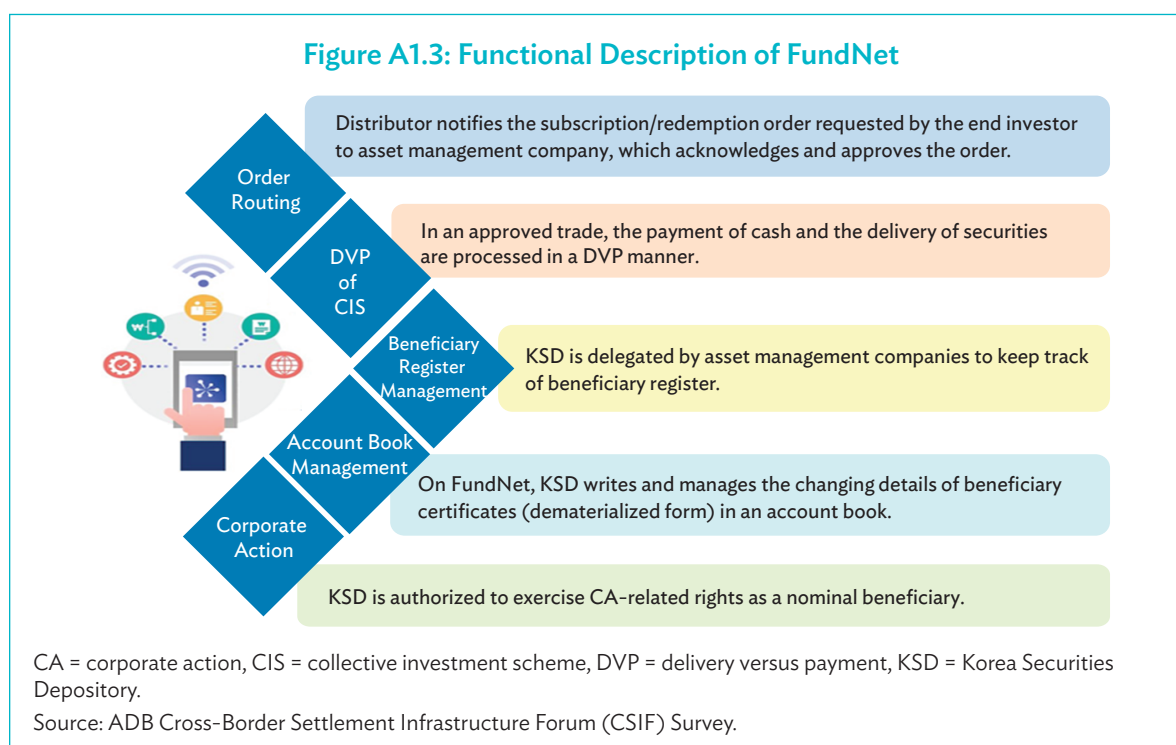 Figure A1.3: Functional Description of FundNet
Distributor notifies the subscription/redemption order requested by the end investor
to asset management company, which acknowledges and approves the order.
Order
Routing
In an approved trade, the payment of cash and the delivery of securities
are processed in a DVP manner.
DVP
of
CIS
KSD is delegated by asset management companies to keep track
of beneficiary register.
Beneficiary
Register
Management
Account Book
Management
On FundNet, KSD writes and manages the changing details of beneficiary
certificates (dematerialized form) in an account book.
Corporate
Action
KSD is authorized to exercise CA-related rights as a nominal beneficiary.
CA = corporate action, CIS = collective investment scheme, DVP = delivery versus payment, KSD = Korea Securities
Depository.
Source: ADB Cross-Border Settlement Infrastructure Forum (CSIF) Survey.